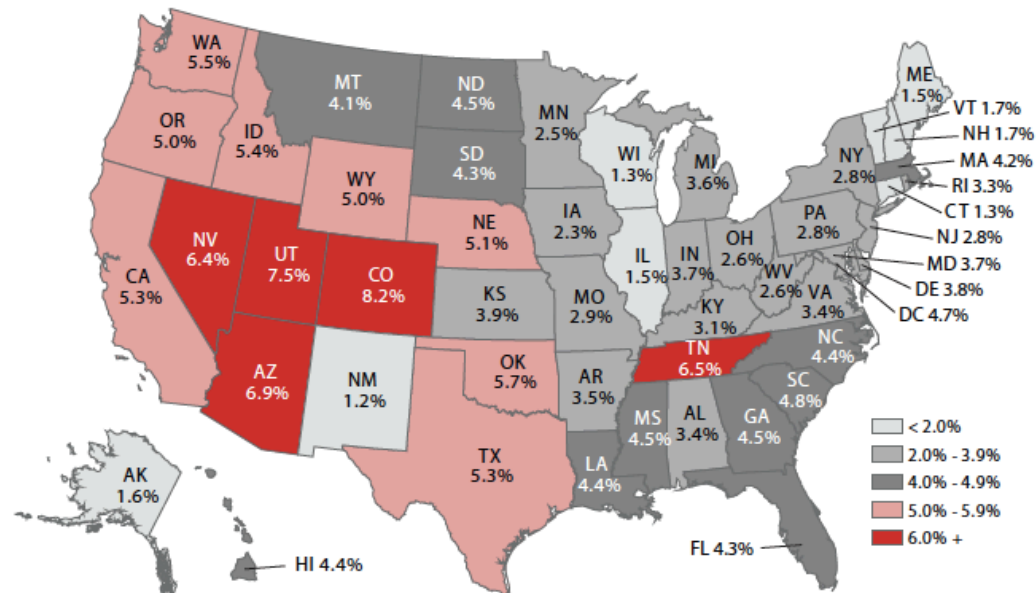 WA
5.5%
OR
5.0%
ID
5.4%
MT
4.1%
ND
4.5%
SD
4.3%
WY
5.0%
NE
5.1%
NV
6.4%
UT
7.5%
CO
8.2%
CA
5.3%
AZ
6.9%
NM
1.2%
KS
3.9%
OK
5.7%
TX
5.3%
MN
2.5%
IA
2.3%
MO
2.9%
AR
3.5%
LA
4.4%
WI
1.3%
IL
1.5%
MI
3.6%
IN
3.7%
OH
2.6%
KY
3.1%
TN
6.5%
MS
4.5%
AL
3.4%
GA
4.5%
SC
4.8%
NC
4.4%
VA
3.4%
WV
2.6%
PA
2.8%
NY
2.8%
ME
1.5%
VT 1.7%
NH 1.7%
MA 4.2%
RI 3.3%
CT 1.3%
NJ 2.8%
MD 3.7%
DE 3.8%
DC 4.7%
FL 4.3%
AK
1.6%
HI 4.4%
< 2.0%
2.0% - 3.9%
4.0% - 4.9%
5.0% - 5.9%
6.0% +